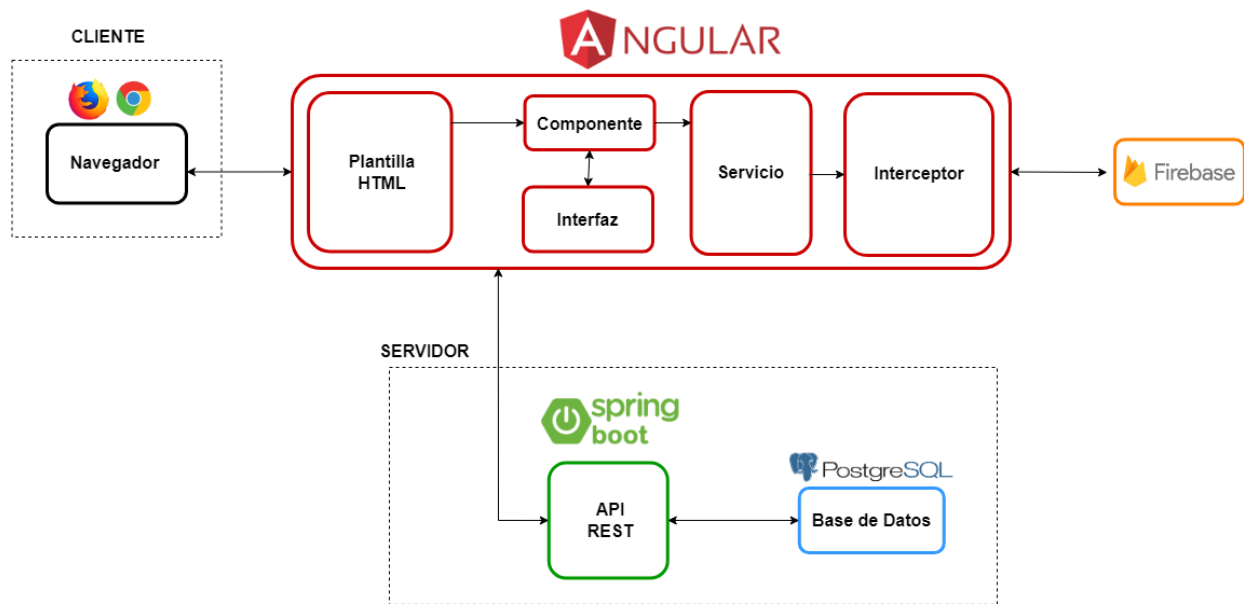 CLIENTE
ANGULAR
Navegador
Plantilla
HTML
Componente
Interfaz
Servicio
Interceptor
Firebase
SERVIDOR
spring
boot
API
REST
PostgreSQL
Base de Datos